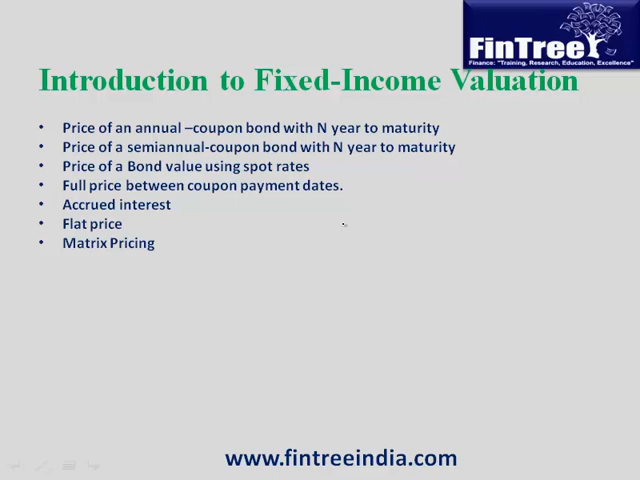 FinTree
Finance: "Training, Research, Education, Excellence"
Introduction to Fixed-Income Valuation
• Price of an annual –coupon bond with N year to maturity
• Price of a semiannual-coupon bond with N year to maturity
• Price of a Bond value using spot rates
• Full price between coupon payment dates.
• Accrued interest
• Flat price
• Matrix Pricing
www.fintreeindia.com